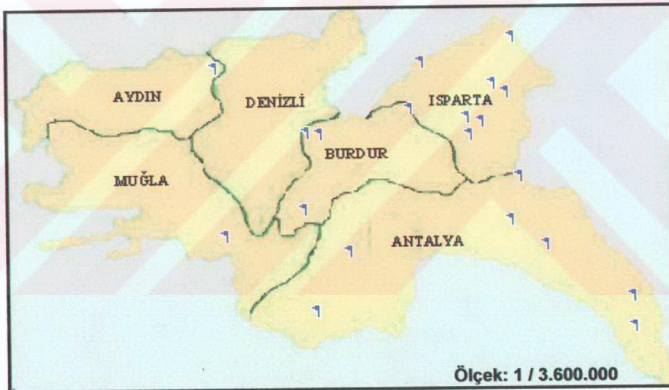 AYDIN
DENİZLİ
ISPARTA
BURDUR
MUĞLA
ANTALYA
Ölçek: 1 / 3.600.000